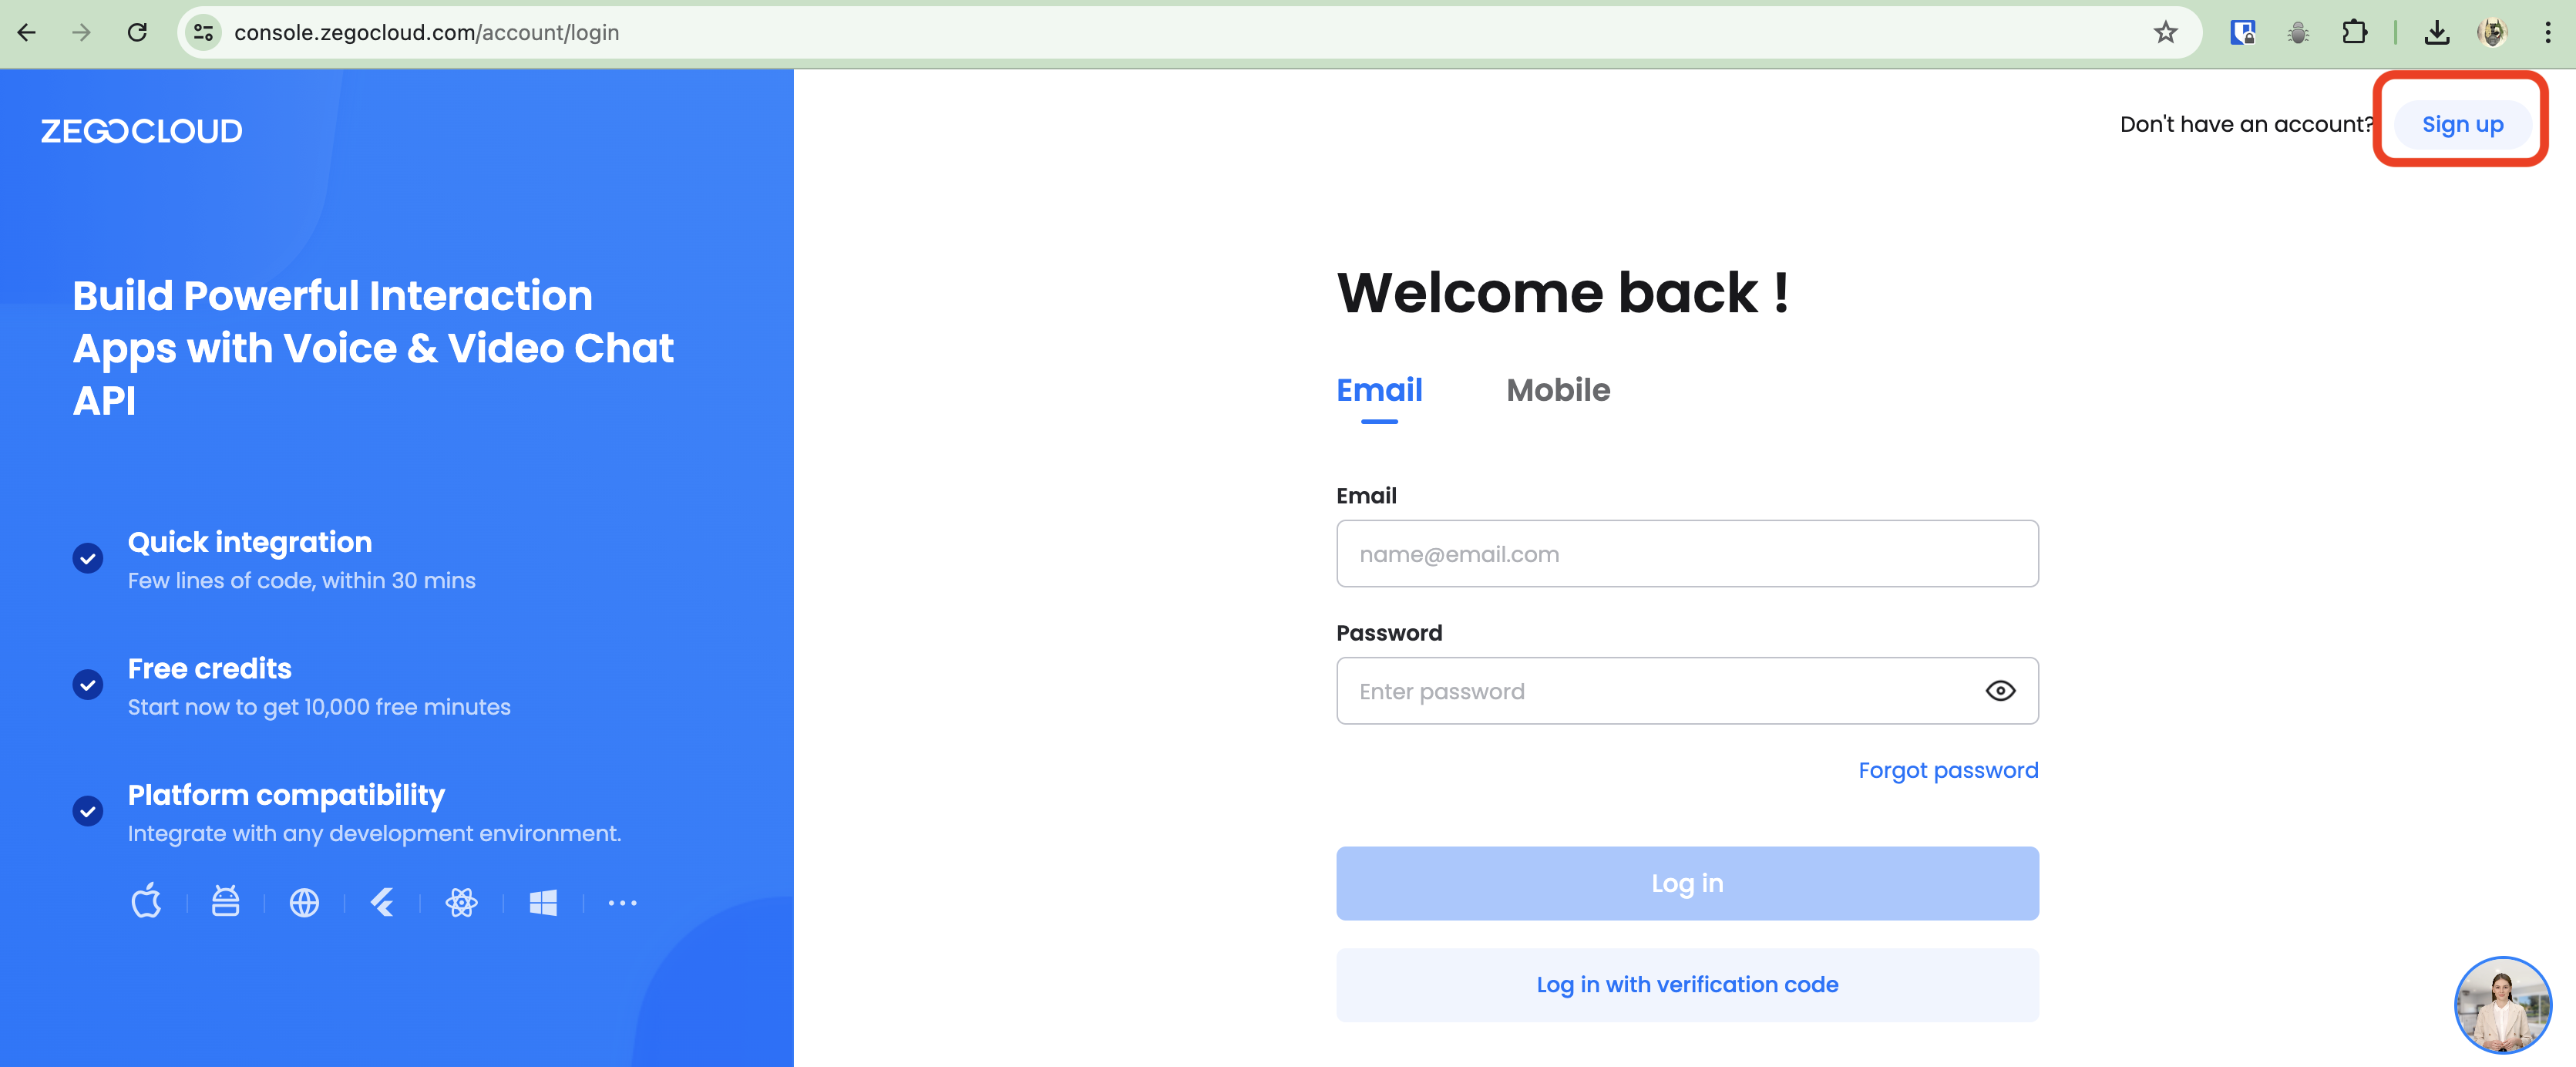 console.zegocloud.com/account/login
ZEGOCLOUD
Don't have an account? Sign up
Build Powerful Interaction
Apps with Voice & Video Chat
API
Quick integration
Few lines of code, within 30 mins
Free credits
Start now to get 10,000 free minutes
Platform compatibility
Integrate with any development environment.
Welcome back !
Email Mobile
Email
name@email.com
Password
Enter password
Forgot password
Log in
Log in with verification code